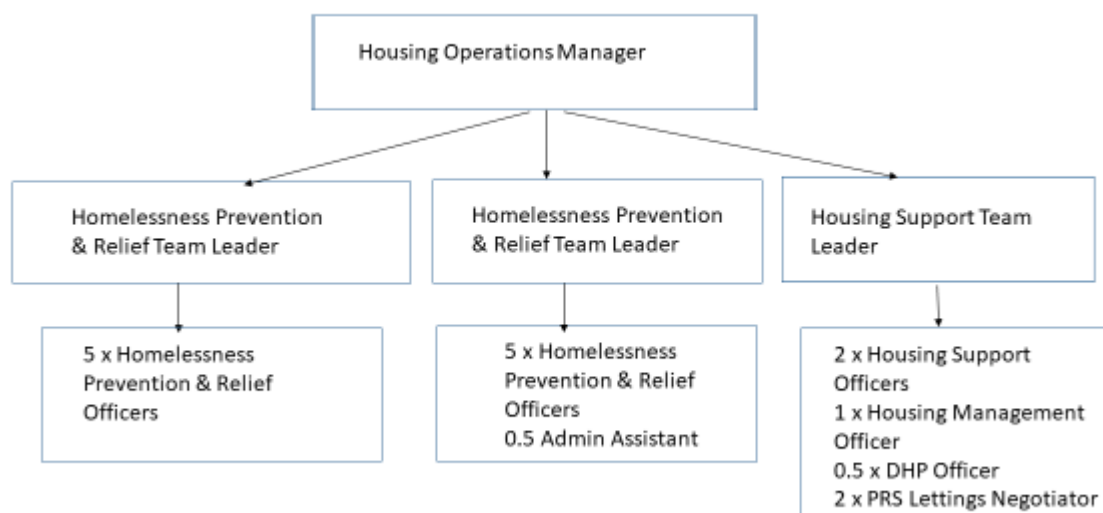 Housing Operations Manager
Homelessness Prevention
& Relief Team Leader
Homelessness Prevention
& Relief Team Leader
Housing Support Team
Leader
5 x Homelessness
Prevention & Relief
Officers
5 x Homelessness
Prevention & Relief
Officers
0.5 Admin Assistant
2 x Housing Support
Officers
1 x Housing Management
Officer
0.5 x DHP Officer
2 x PRS Lettings Negotiator